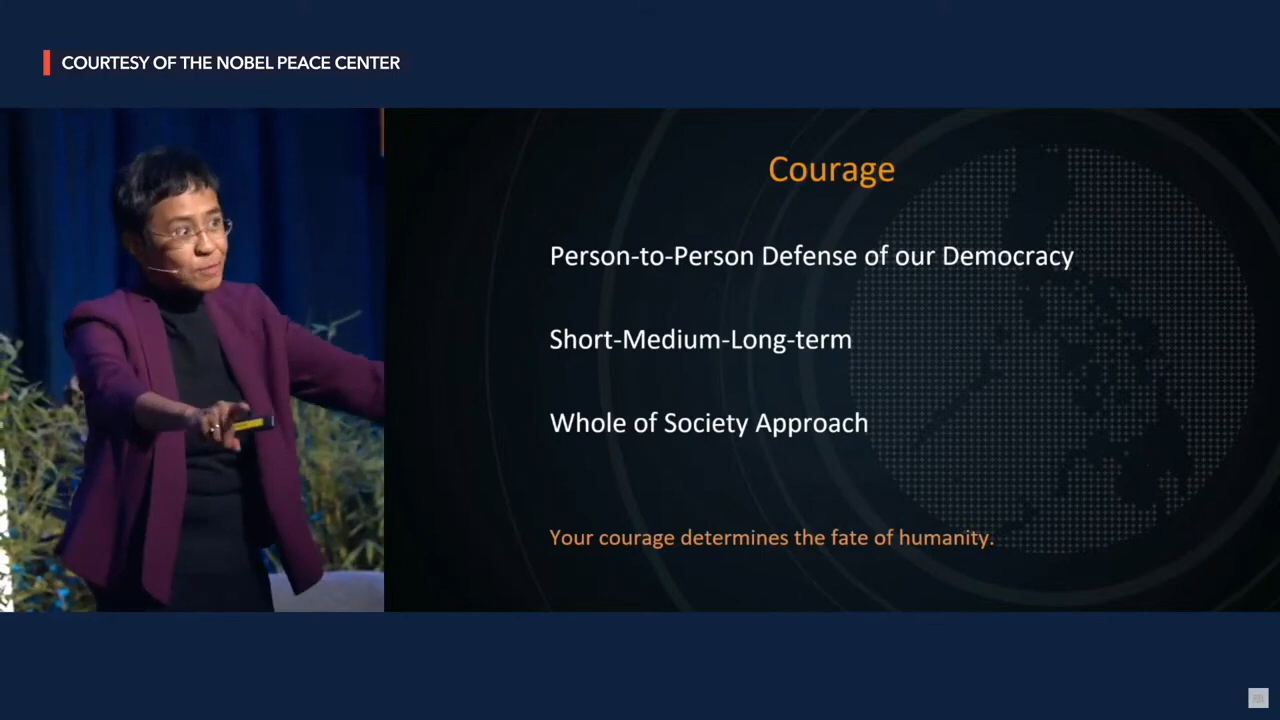 COURTESY OF THE NOBEL PEACE CENTER
Courage
Person-to-Person Defense of our Democracy
Short-Medium-Long-term
Whole of Society Approach
Your courage determines the fate of humanity.